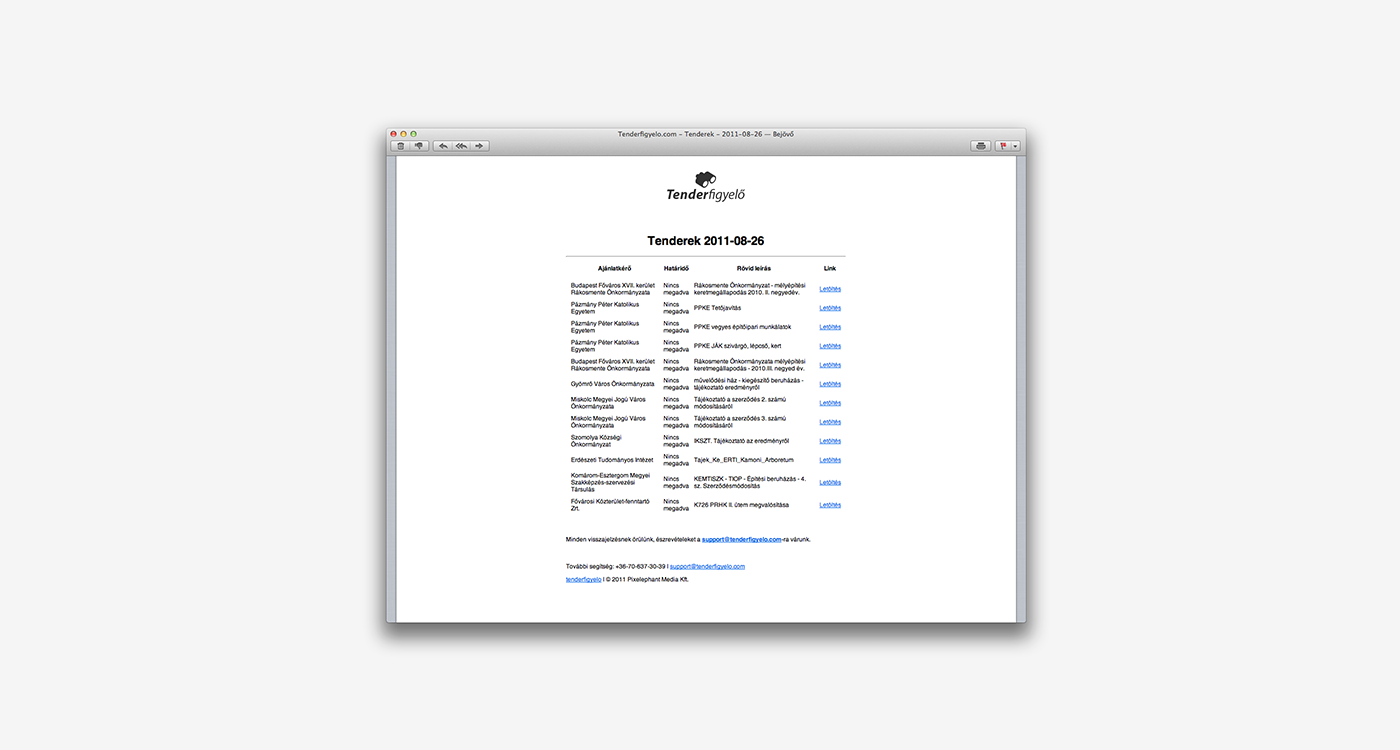 Tenderfigyelo.com – Tenderek – 2011-08-26 — Bejövő
Tenderfigyelő
Tenderek 2011-08-26
Ajánlatkérő Határidő Rövid leírás Link
Budapest Főváros XVII. kerület Rákosmente Önkormányzata Nincs megadva Rákosmente Önkormányzat - mélyépítési keretmegállapodás 2010. II. negyedév. Letöltés
Pázmány Péter Katolikus Egyetem Nincs megadva PPKE Tetőjavítás Letöltés
Pázmány Péter Katolikus Egyetem Nincs megadva PPKE vegyes építőipari munkálatok Letöltés
Pázmány Péter Katolikus Egyetem Nincs megadva PPKE JÁK szivárgó, lépcső, kert Letöltés
Budapest Főváros XVII. kerület Rákosmente Önkormányzata Nincs megadva Rákosmente Önkormányzata mélyépítési keretmegállapodás - 2010.III. negyed év. Letöltés
Gyömrő Város Önkormányzata Nincs megadva művelődési ház - kiegészítő beruházás - tájékoztató eredményről Letöltés
Miskolc Megyei Jogú Város Önkormányzata Nincs megadva Tájékoztató a szerződés 2. számú módosításáról Letöltés
Miskolc Megyei Jogú Város Önkormányzata Nincs megadva Tájékoztató a szerződés 3. számú módosításáról Letöltés
Szomolya Községi Önkormányzat Nincs megadva IKSZT. Tájékoztató az eredményről Letöltés
Erdészeti Tudományos Intézet Nincs megadva Tajek_Ke_ERTI_Kamoni_Arboretum Letöltés
Komárom-Esztergom Megyei Szakképzés-szervezési Társulás Nincs megadva KEMTISZK - TIOP - Építési beruházás - 4. sz. Szerződésmódosítás Letöltés
Fővárosi Közterület-fenntartó Zrt. Nincs megadva K726 PRHK II. ütem megvalósítása Letöltés
Minden visszajelzésnek örülünk, észrevételeket a support@tenderfigyelo.com-ra várunk.
További segítség: +36-70-637-30-39 | support@tenderfigyelo.com
tenderfigyelo | © 2011 Pixelephant Media Kft.